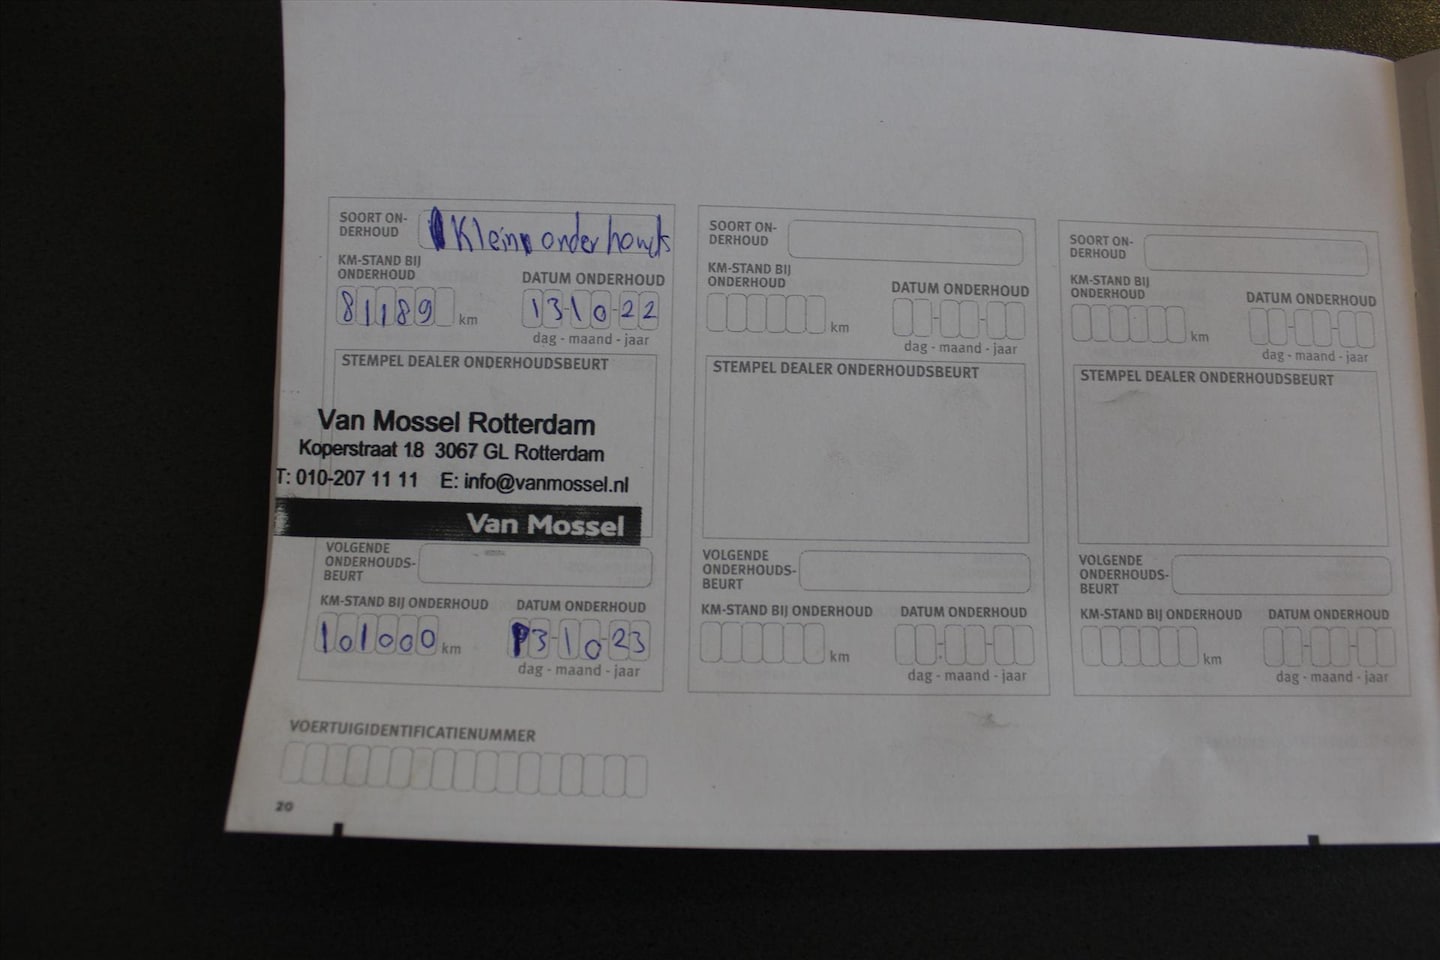 SOORT ON-
DERHOUD
Klein onderhouds
KM-STAND BIJ
ONDERHOUD
DATUM ONDERHOUD
81189 km
13-10-22
dag - maand - jaar
STEMPEL DEALER ONDERHOUDSBEURT
Van Mossel Rotterdam
Koperstraat 18 3067 GL Rotterdam
T: 010-207 11 11 E: info@vanmossel.nl
Van Mossel
VOLGENDE
ONDERHOUDS-
BEURT
KM-STAND BIJ ONDERHOUD
DATUM ONDERHOUD
101000 km
13-10-23
dag - maand - jaar
SOORT ON-
DERHOUD
KM-STAND BIJ
ONDERHOUD
DATUM ONDERHOUD
km
dag - maand - jaar
STEMPEL DEALER ONDERHOUDSBEURT
VOLGENDE
ONDERHOUDS-
BEURT
KM-STAND BIJ ONDERHOUD
DATUM ONDERHOUD
km
dag - maand - jaar
SOORT ON-
DERHOUD
KM-STAND BIJ
ONDERHOUD
DATUM ONDERHOUD
km
dag - maand - jaar
STEMPEL DEALER ONDERHOUDSBEURT
VOLGENDE
ONDERHOUDS-
BEURT
KM-STAND BIJ ONDERHOUD
DATUM ONDERHOUD
km
dag - maand - jaar
VOERTUIGIDENTIFICATIENUMMER
20